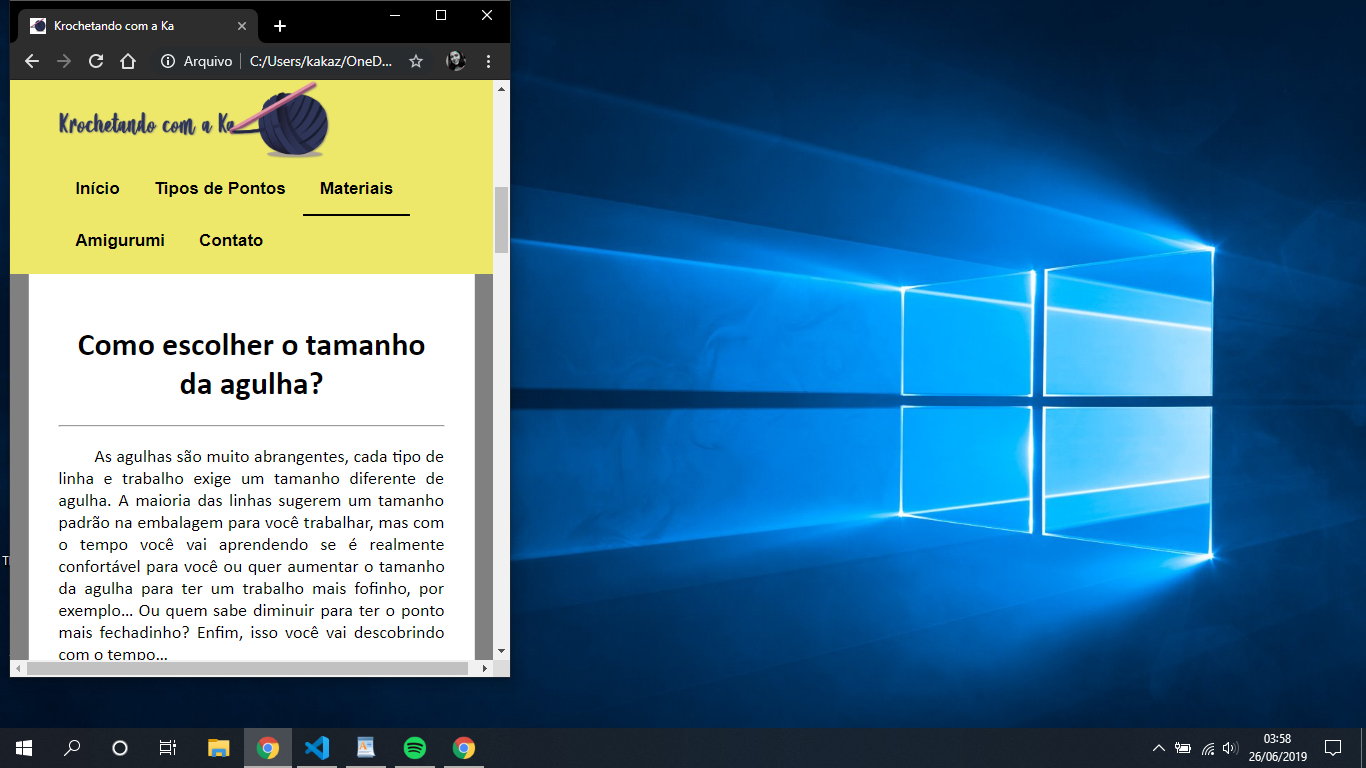 Krochetando com a Ka
Arquivo C:/Users/kakaz/OneD...
Krochetando com a Ka
Início Tipos de Pontos Materiais
Amigurumi Contato
Como escolher o tamanho
da agulha?
As agulhas são muito abrangentes, cada tipo de
linha e trabalho exige um tamanho diferente de
agulha. A maioria das linhas sugerem um tamanho
padrão na embalagem para você trabalhar, mas com
o tempo você vai aprendendo se é realmente
confortável para você ou quer aumentar o tamanho
da agulha para ter um trabalho mais fofinho, por
exemplo... Ou quem sabe diminuir para ter o ponto
mais fechadinho? Enfim, isso você vai descobrindo
com o tempo...
03:58
26/06/2019